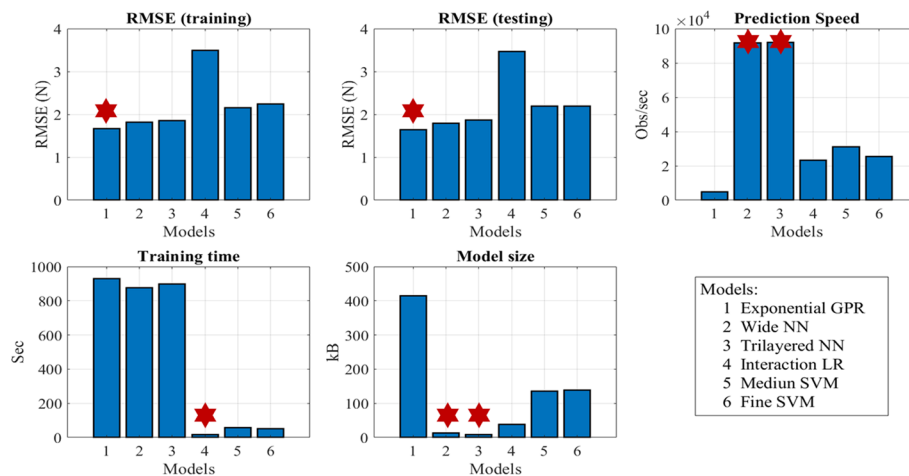 RMSE (training)
4
3
2
1
0
RMSE (N)
1 2 3 4 5 6
Models
RMSE (testing)
4
3
2
1
0
RMSE (N)
1 2 3 4 5 6
Models
×10⁴
Prediction Speed
10
8
6
4
2
0
Obs/sec
1 2 3 4 5 6
Models
Training time
1000
800
600
400
200
0
Sec
1 2 3 4 5 6
Models
Model size
500
400
300
200
100
0
kB
1 2 3 4 5 6
Models
Models:
1 Exponential GPR
2 Wide NN
3 Trilayered NN
4 Interaction LR
5 Mediun SVM
6 Fine SVM